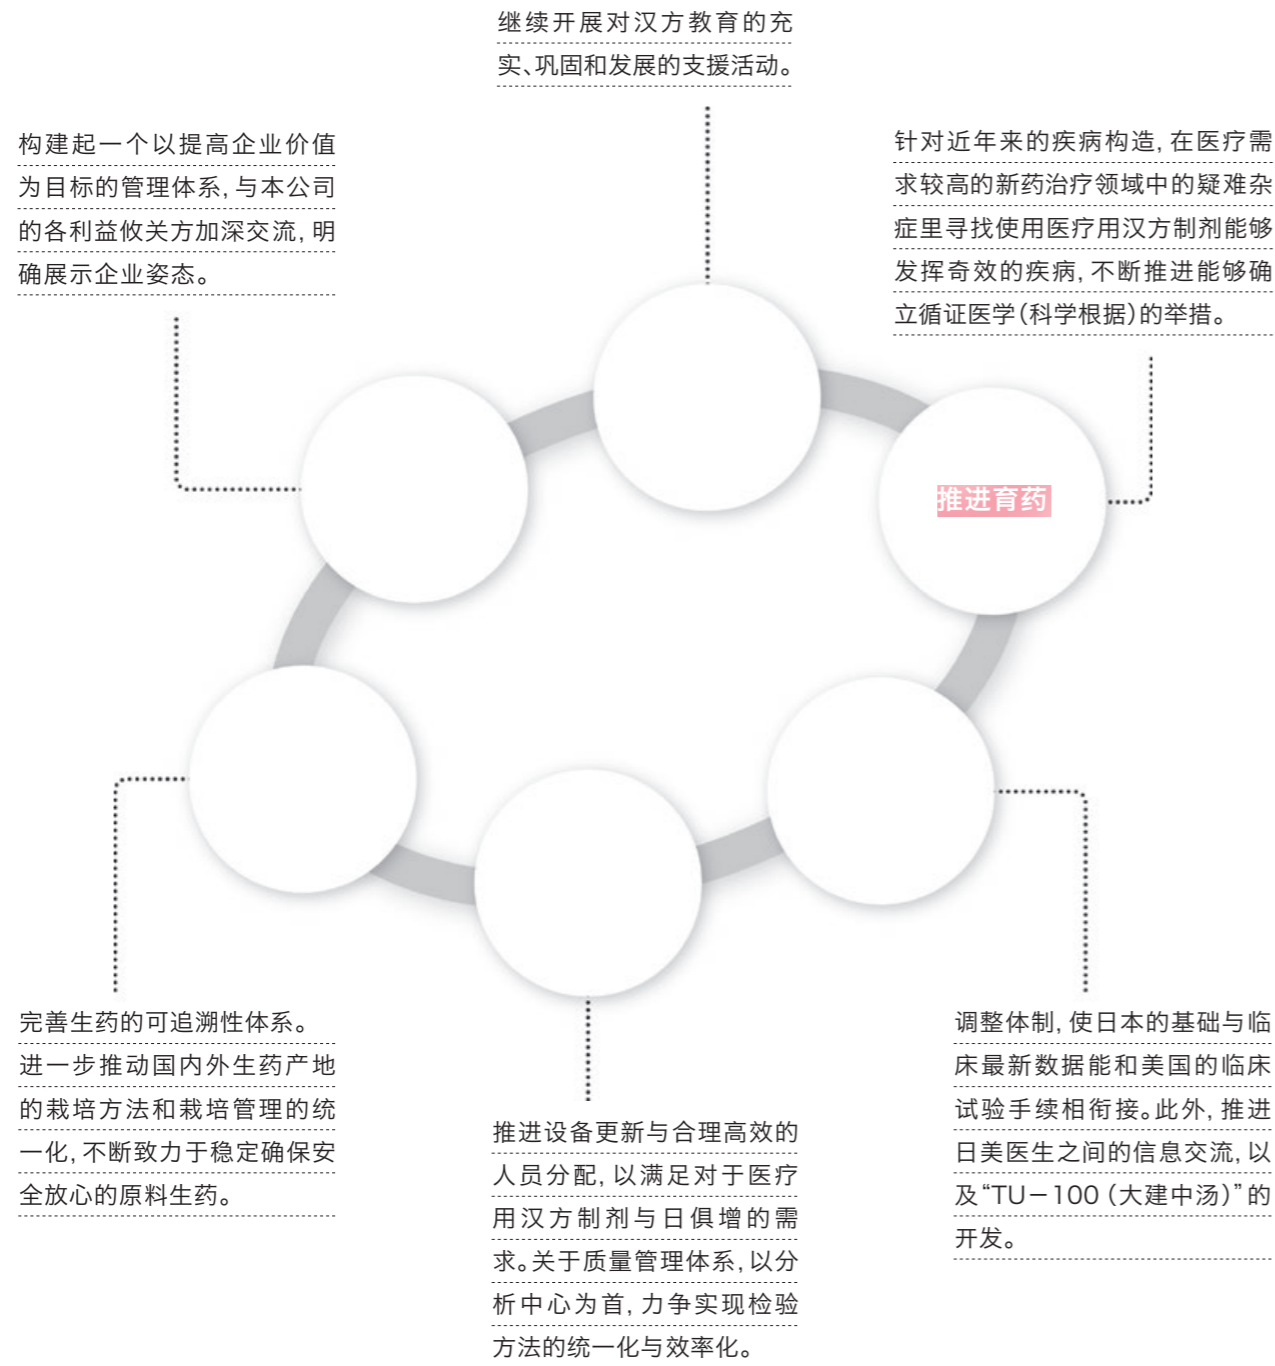 继续开展对汉方教育的充
实、巩固和发展的支援活动。
构建起一个以提高企业价值
为目标的管理体系,与本公司
的各利益攸关方加深交流,明
确展示企业姿态。
针对近年来的疾病构造,在医疗需
求较高的新药治疗领域中的疑难杂
症里寻找使用医疗用汉方制剂能够
发挥奇效的疾病,不断推进能够确
立循证医学(科学根据)的举措。
推进育药
完善生药的可追溯性体系。
进一步推动国内外生药产地
的栽培方法和栽培管理的统
一化,不断致力于稳定确保安
全放心的原料生药。
推进设备更新与合理高效的
人员分配,以满足对于医疗
用汉方制剂与日俱增的需
求。关于质量管理体系,以分
析中心为首,力争实现检验
方法的统一化与效率化。
调整体制,使日本的基础与临
床最新数据能和美国的临床
试验手续相衔接。此外,推进
日美医生之间的信息交流,以
及“TU－100(大建中汤)”的
开发。